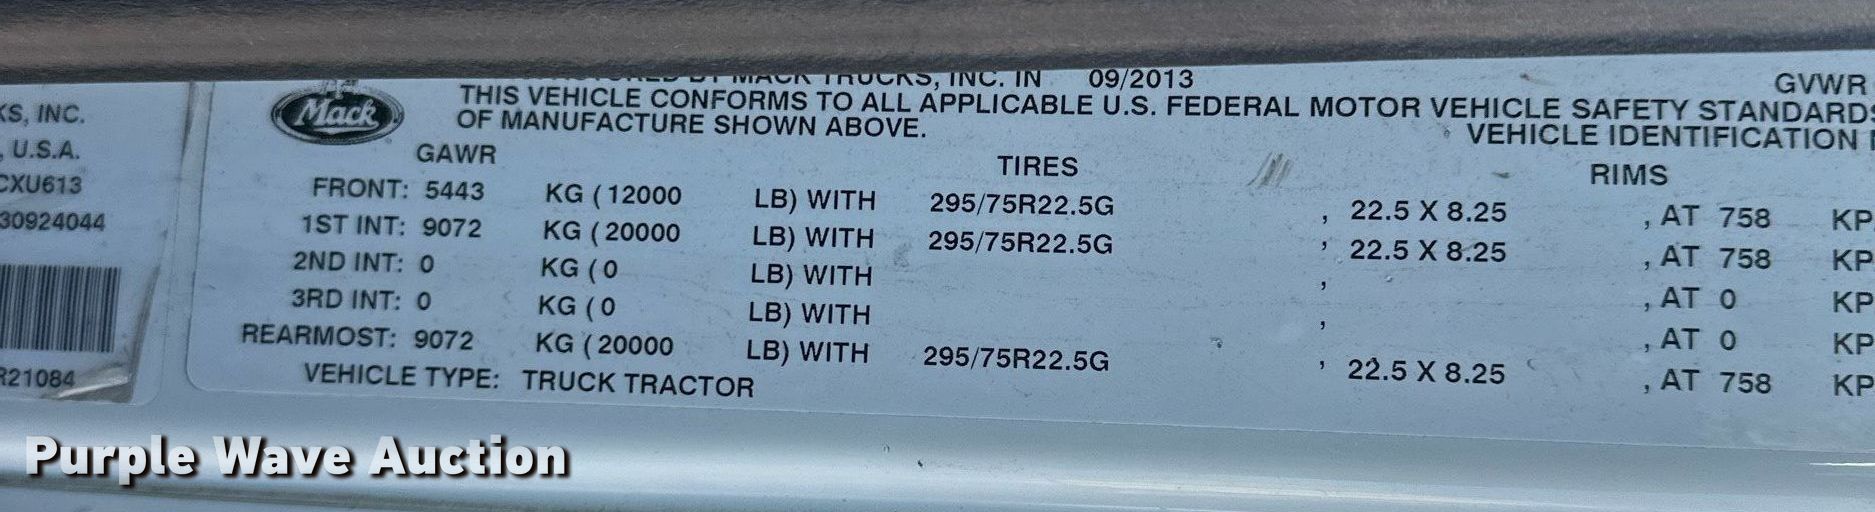 KS, INC.
, U.S.A.
CXU613
30924044
R21084
Mack
MACK TRUCKS, INC. IN 09/2013 GVWR
THIS VEHICLE CONFORMS TO ALL APPLICABLE U.S. FEDERAL MOTOR VEHICLE SAFETY STANDARDS
OF MANUFACTURE SHOWN ABOVE. VEHICLE IDENTIFICATION
GAWR TIRES RIMS
FRONT: 5443 KG ( 12000 LB) WITH 295/75R22.5G , 22.5 X 8.25 , AT 758 KP
1ST INT: 9072 KG ( 20000 LB) WITH 295/75R22.5G , 22.5 X 8.25 , AT 758 KP
2ND INT: 0 KG ( 0 LB) WITH , , AT 0 KP
3RD INT: 0 KG ( 0 LB) WITH , , AT 0 KP
REARMOST: 9072 KG ( 20000 LB) WITH 295/75R22.5G , 22.5 X 8.25 , AT 758 KP
VEHICLE TYPE: TRUCK TRACTOR
Purple Wave Auction